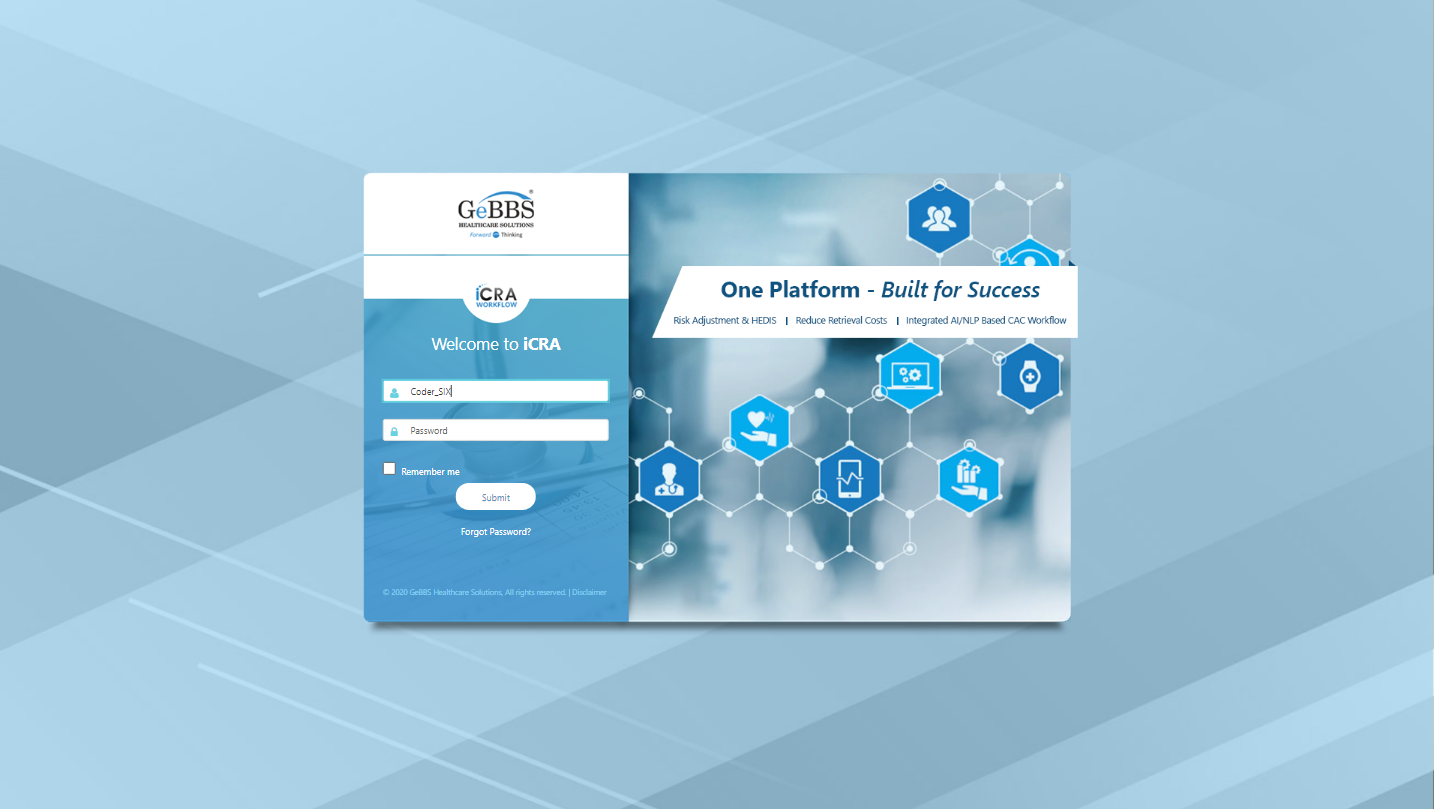 GeBBS®
HEALTHCARE SOLUTIONS
Forward Thinking
iCRA
WORKFLOW
Welcome to iCRA
Coder_SIX
Password
Remember me
Submit
Forgot Password?
© 2020 GeBBS Healthcare Solutions, All rights reserved. | Disclaimer
One Platform - Built for Success
Risk Adjustment & HEDIS | Reduce Retrieval Costs | Integrated AI/NLP Based CAC Workflow